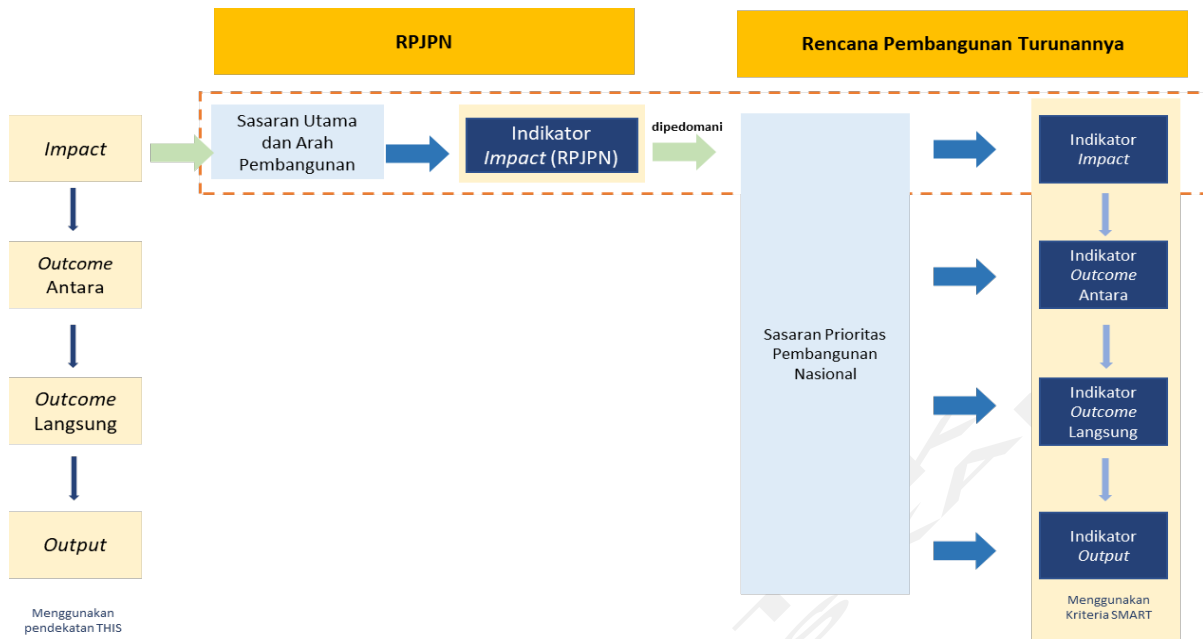 RPJPN
Rencana Pembangunan Turunannya
Impact
Sasaran Utama
dan Arah
Pembangunan
Indikator
Impact (RPJPN)
dipedomani
Indikator
Impact
Outcome
Antara
Indikator
Outcome
Antara
Sasaran Prioritas
Pembangunan
Nasional
Outcome
Langsung
Indikator
Outcome
Langsung
Output
Indikator
Output
Menggunakan
pendekatan THIS
Menggunakan
Kriteria SMART